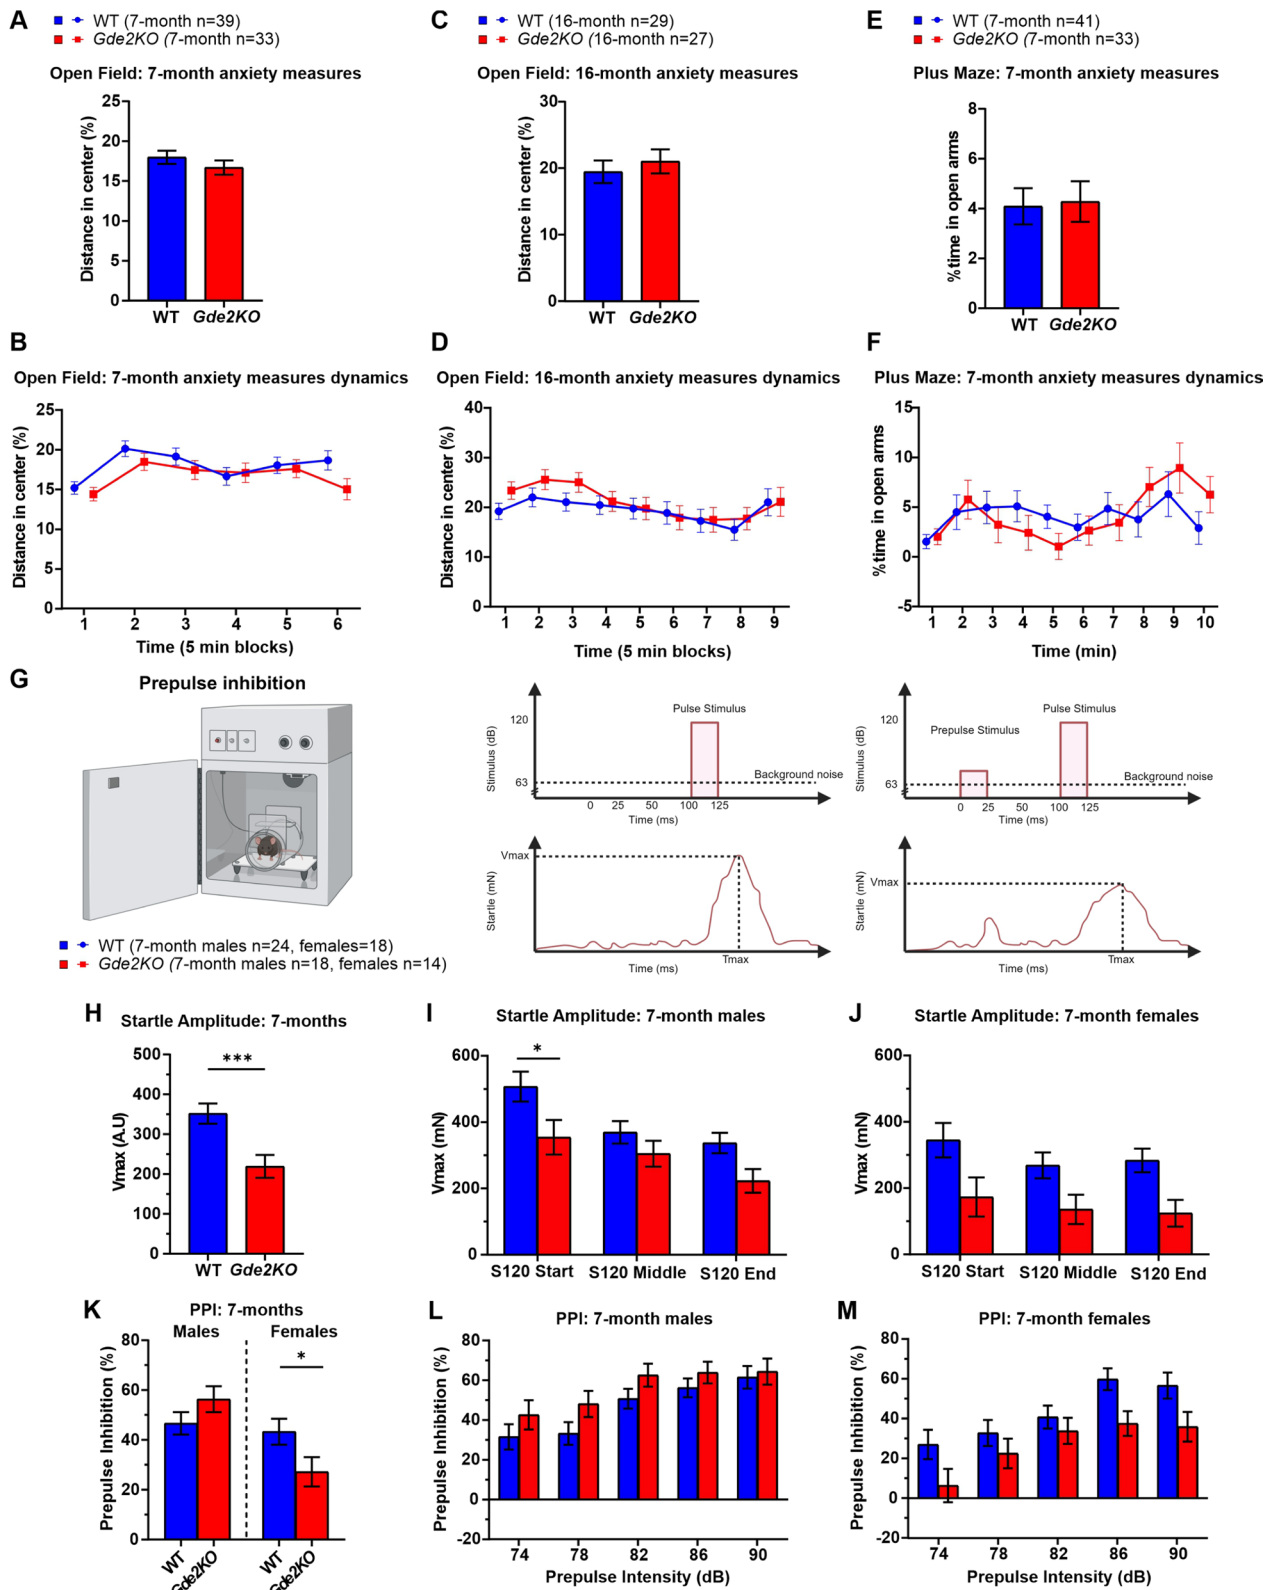 A
WT (7-month n=39)
Gde2KO (7-month n=33)
Open Field: 7-month anxiety measures
Distance in center (%)
25
20
15
10
5
0
WT Gde2KO
C
WT (16-month n=29)
Gde2KO (16-month n=27)
Open Field: 16-month anxiety measures
Distance in center (%)
30
20
10
0
WT Gde2KO
E
WT (7-month n=41)
Gde2KO (7-month n=33)
Plus Maze: 7-month anxiety measures
%time in open arms
8
6
4
2
0
WT Gde2KO
B
Open Field: 7-month anxiety measures dynamics
Distance in center (%)
25
20
15
10
5
0
1 2 3 4 5 6
Time (5 min blocks)
D
Open Field: 16-month anxiety measures dynamics
Distance in center (%)
40
30
20
10
0
1 2 3 4 5 6 7 8 9
Time (5 min blocks)
F
Plus Maze: 7-month anxiety measures dynamics
%time in open arms
15
10
5
0
-5
1 2 3 4 5 6 7 8 9 10
Time (min)
G
Prepulse inhibition
Stimulus (dB)
120
63
Pulse Stimulus
Background noise
0 25 50 100 125
Time (ms)
Startle (mN)
Vmax
Tmax
Time (ms)
Stimulus (dB)
120
63
Prepulse Stimulus
Pulse Stimulus
Background noise
0 25 50 100 125
Time (ms)
Startle (mN)
Vmax
Tmax
Time (ms)
WT (7-month males n=24, females=18)
Gde2KO (7-month males n=18, females n=14)
H
Startle Amplitude: 7-months
Vmax (A.U)
500
400
300
200
100
0
***
WT Gde2KO
I
Startle Amplitude: 7-month males
Vmax (mN)
600
400
200
0
*
S120 Start S120 Middle S120 End
J
Startle Amplitude: 7-month females
Vmax (mN)
600
400
200
0
S120 Start S120 Middle S120 End
K
PPI: 7-months
Males Females
Prepulse Inhibition (%)
80
60
40
20
0
*
WT Gde2KO WT Gde2KO
L
PPI: 7-month males
Prepulse Inhibition (%)
80
60
40
20
0
-20
74 78 82 86 90
Prepulse Intensity (dB)
M
PPI: 7-month females
Prepulse Inhibition (%)
80
60
40
20
0
-20
74 78 82 86 90
Prepulse Intensity (dB)